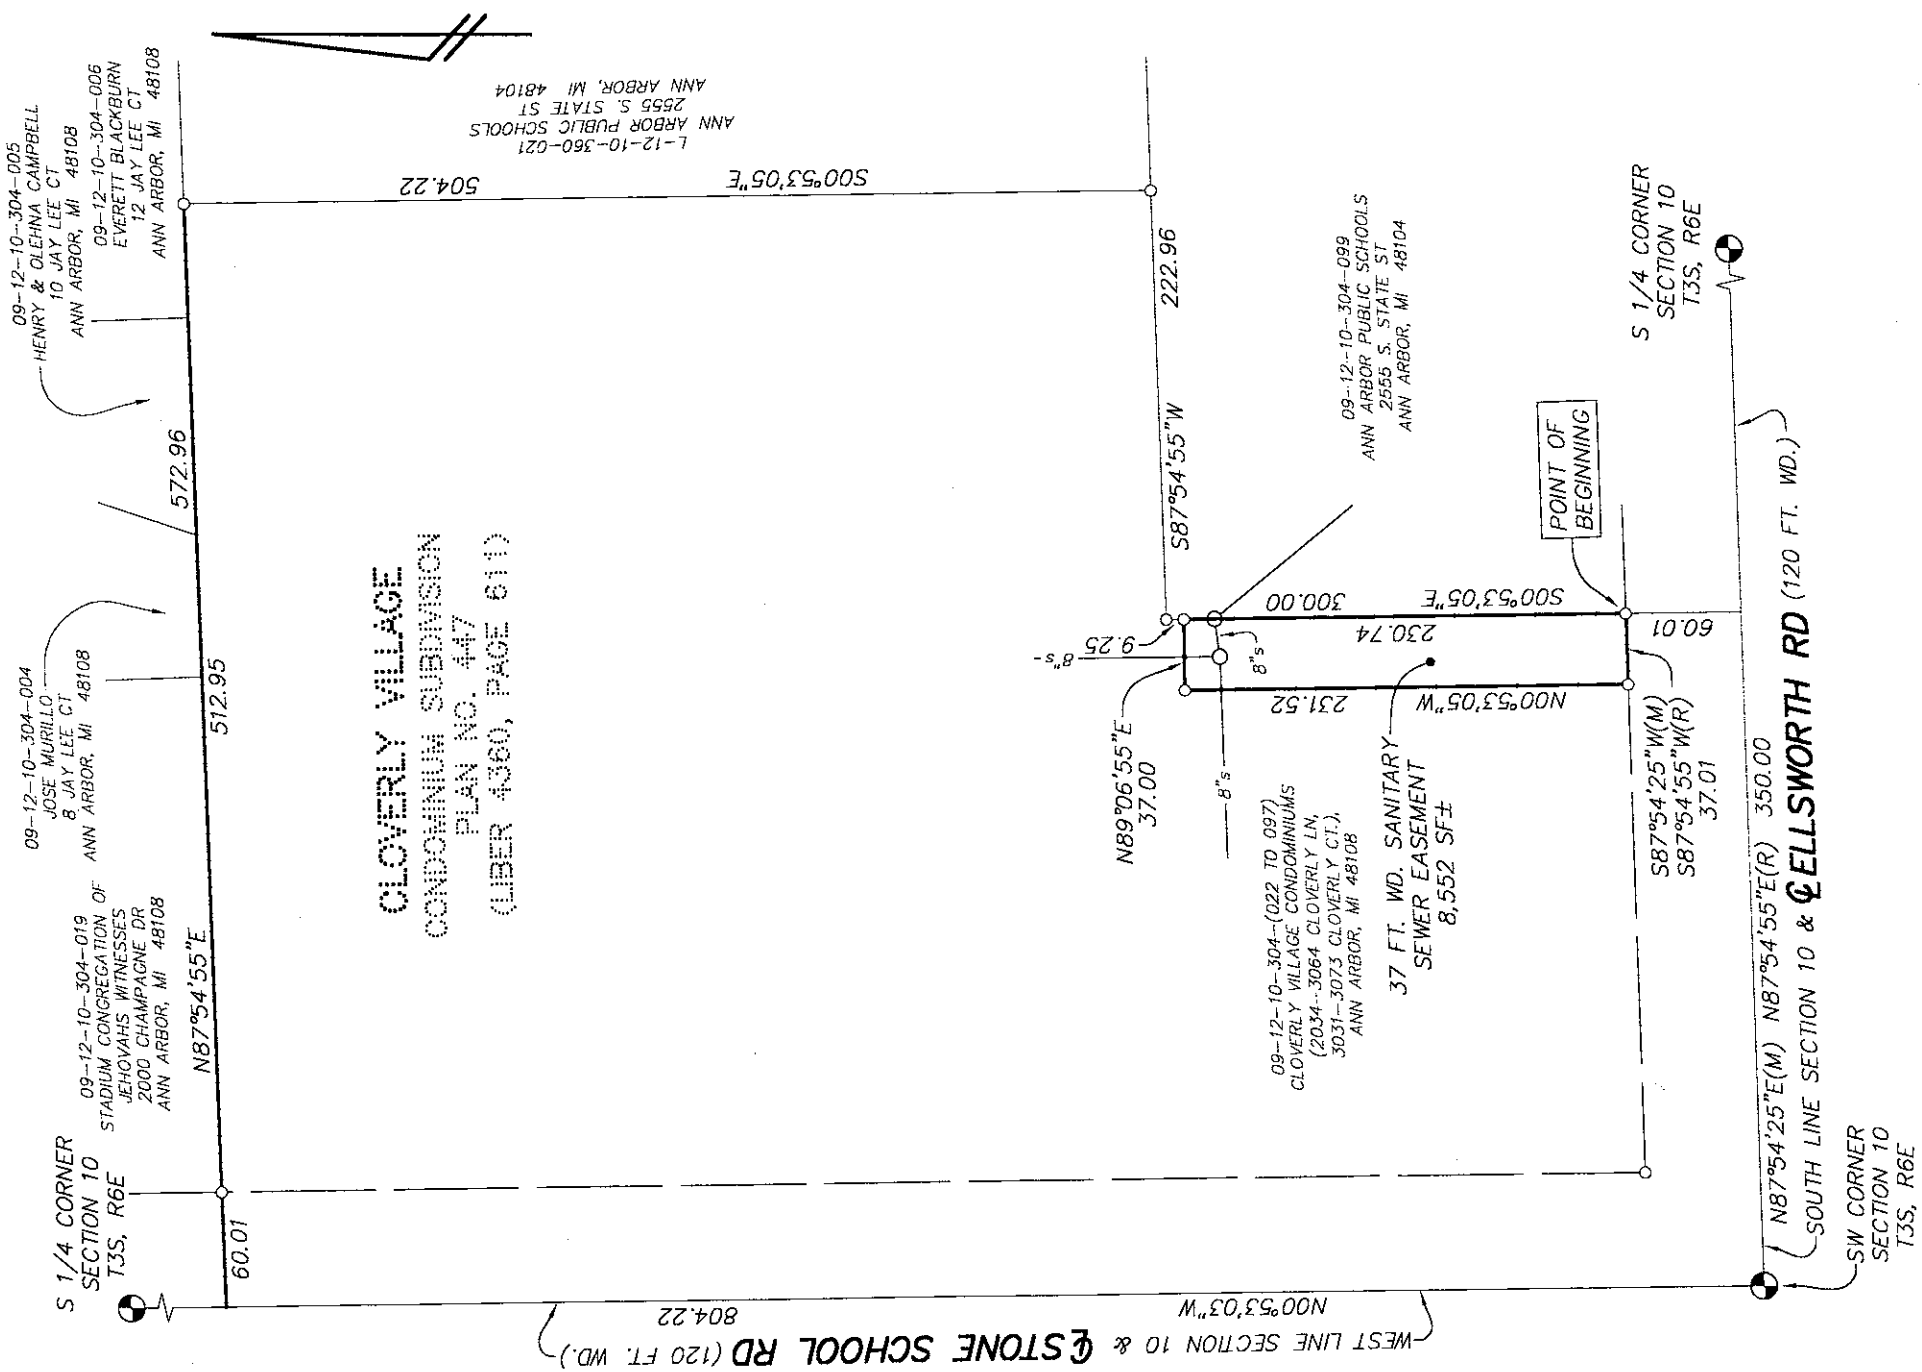 S 1/4 CORNER
SECTION 10
T3S, R6E
60.01
09-12-10-304-019
STADIUM CONGREGATION OF
JEHOVAHS WITNESSES
2000 CHAMPAGNE DR
ANN ARBOR, MI 48108
N87°54'55"E
512.95
572.96
09-12-10-304-004
JOSE MURILLO
8 JAY LEE CT
ANN ARBOR, MI 48108
09-12-10-304-005
HENRY & OLEHNA CAMPBELL
10 JAY LEE CT
ANN ARBOR, MI 48108
09-12-10-304-006
EVERETT BLACKBURN
12 JAY LEE CT
ANN ARBOR, MI 48108
L-12-10-360-021
ANN ARBOR PUBLIC SCHOOLS
2555 S. STATE ST
ANN ARBOR, MI 48104
504.22
S00°53'05"E
CLOVERLY VILLAGE
CONDOMINIUM SUBDIVISION
PLAN NO. 447
(LIBER 4360, PAGE 611)
S87°54'55"W
222.96
09-12-10-304-099
ANN ARBOR PUBLIC SCHOOLS
2555 S. STATE ST
ANN ARBOR, MI 48104
8"s
9.25
8"s
8"s
300.00
S00°53'05"E
230.74
231.52
N00°53'05"W
N89°06'55"E
37.00
09-12-10-304-(022 TO 097)
CLOVERLY VILLAGE CONDOMINIUMS
(2034-3064 CLOVERLY LN,
3031-3073 CLOVERLY CT.),
ANN ARBOR, MI 48108
37 FT. WD. SANITARY
SEWER EASEMENT
8,552 SF±
POINT OF
BEGINNING
60.01
S87°54'25"W(M)
S87°54'55"W(R)
37.01
S 1/4 CORNER
SECTION 10
T3S, R6E
N87°54'25"E(M) N87°54'55"E(R) 350.00
SOUTH LINE SECTION 10 & ℄ ELLSWORTH RD (120 FT. WD.)
SW CORNER
SECTION 10
T3S, R6E
804.22
N00°53'03"W
WEST LINE SECTION 10 & ℄ STONE SCHOOL RD (120 FT. WD.)